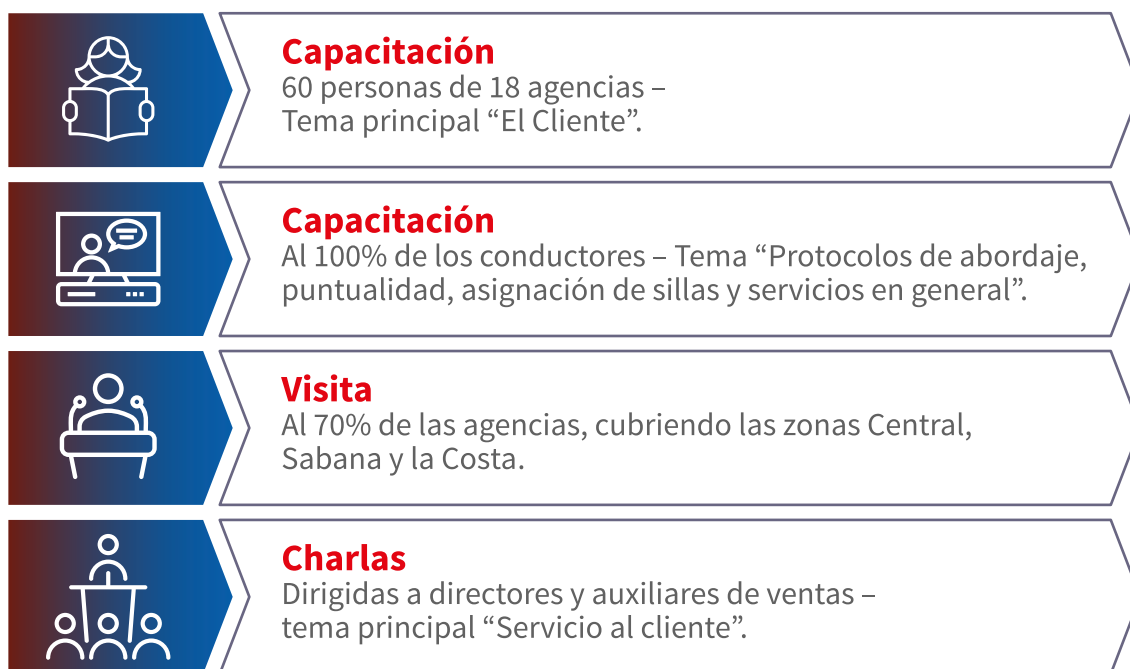 Capacitación
60 personas de 18 agencias –
Tema principal “El Cliente”.
Capacitación
Al 100% de los conductores – Tema “Protocolos de abordaje,
puntualidad, asignación de sillas y servicios en general”.
Visita
Al 70% de las agencias, cubriendo las zonas Central,
Sabana y la Costa.
Charlas
Dirigidas a directores y auxiliares de ventas –
tema principal “Servicio al cliente”.